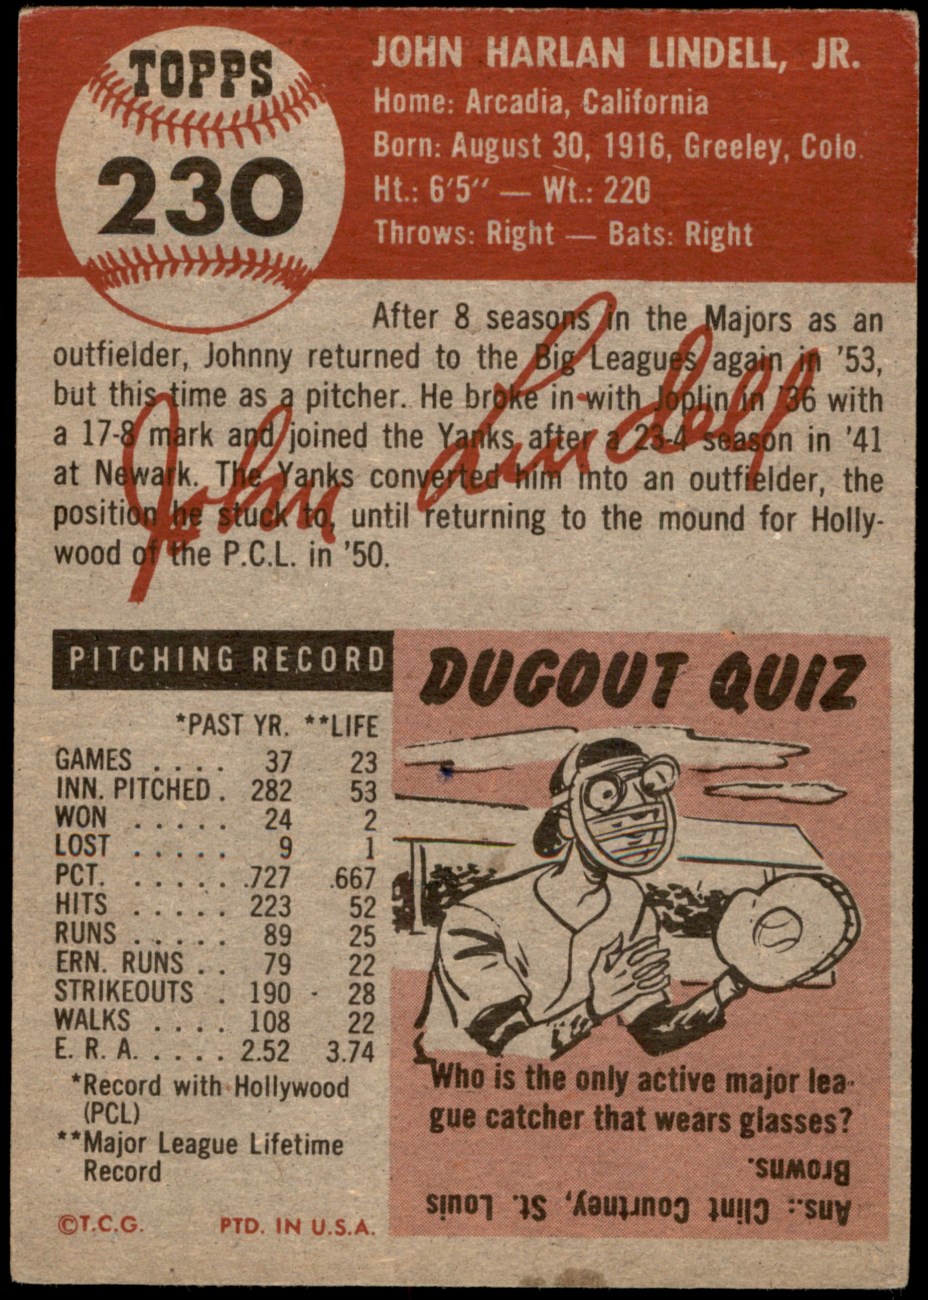 TOPPS
230
JOHN HARLAN LINDELL, JR.
Home: Arcadia, California
Born: August 30, 1916, Greeley, Colo.
Ht.: 6'5" — Wt.: 220
Throws: Right — Bats: Right
After 8 seasons in the Majors as an
outfielder, Johnny returned to the Big Leagues again in '53,
but this time as a pitcher. He broke in with Joplin in '36 with
a 17-8 mark and joined the Yanks after a 23-4 season in '41
at Newark. The Yanks converted him into an outfielder, the
position he stuck to, until returning to the mound for Holly-
wood of the P.C.L. in '50.
John Lindell
PITCHING RECORD
*PAST YR. **LIFE
GAMES . . . . 37 23
INN. PITCHED . 282 53
WON . . . . . 24 2
LOST . . . . . 9 1
PCT. . . . . . .727 .667
HITS . . . . . 223 52
RUNS . . . . . 89 25
ERN. RUNS . . 79 22
STRIKEOUTS . 190 28
WALKS . . . . 108 22
E. R. A. . . . . 2.52 3.74
*Record with Hollywood
(PCL)
**Major League Lifetime
Record
©T.C.G. PTD. IN U.S.A.
DUGOUT QUIZ
Who is the only active major lea-
gue catcher that wears glasses?
Ans.: Clint Courtney, St. Louis
Browns.